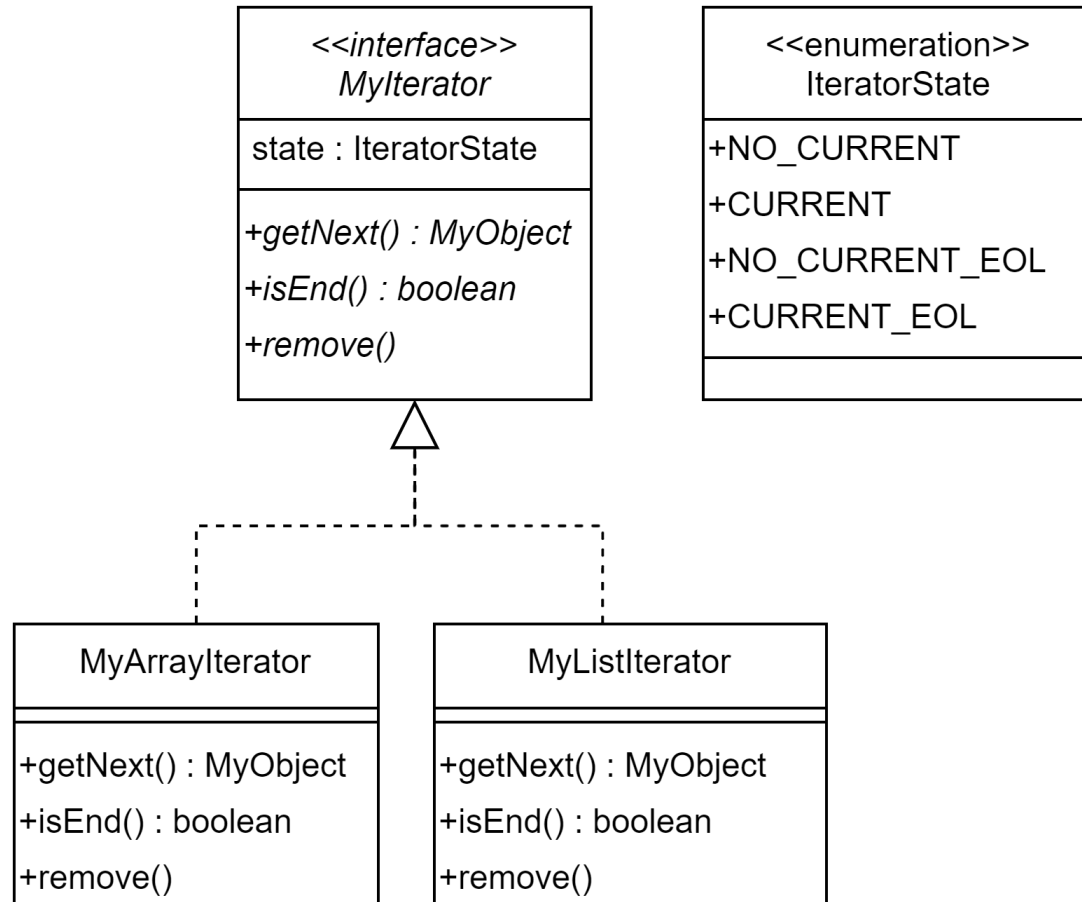 <<interface>>
MyIterator
state : IteratorState
+getNext() : MyObject
+isEnd() : boolean
+remove()
<<enumeration>>
IteratorState
+NO_CURRENT
+CURRENT
+NO_CURRENT_EOL
+CURRENT_EOL
MyArrayIterator
+getNext() : MyObject
+isEnd() : boolean
+remove()
MyListIterator
+getNext() : MyObject
+isEnd() : boolean
+remove()